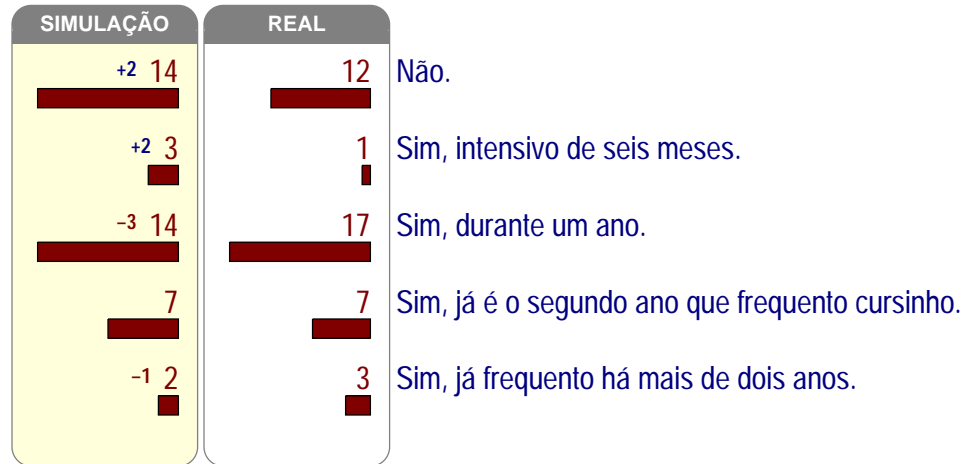 SIMULAÇÃO REAL
+2 14 12 Não.
+2 3 1 Sim, intensivo de seis meses.
−3 14 17 Sim, durante um ano.
7 7 Sim, já é o segundo ano que frequento cursinho.
−1 2 3 Sim, já frequento há mais de dois anos.